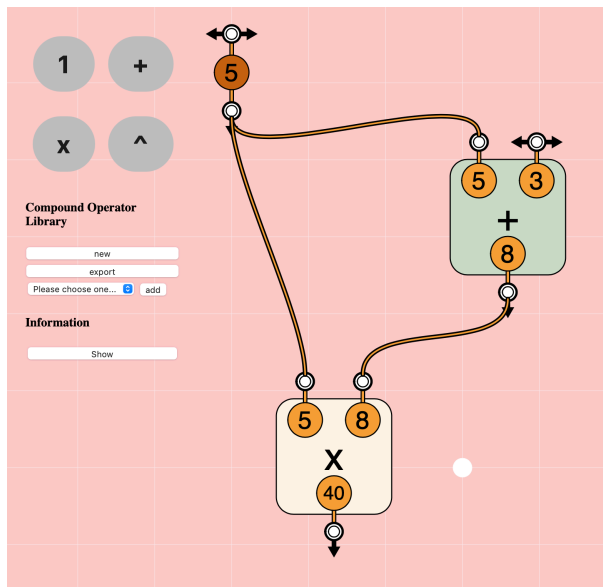 1
+
x
^
Compound Operator
Library
new
export
Please choose one...
add
Information
Show
5
5
3
+
8
5
8
X
40